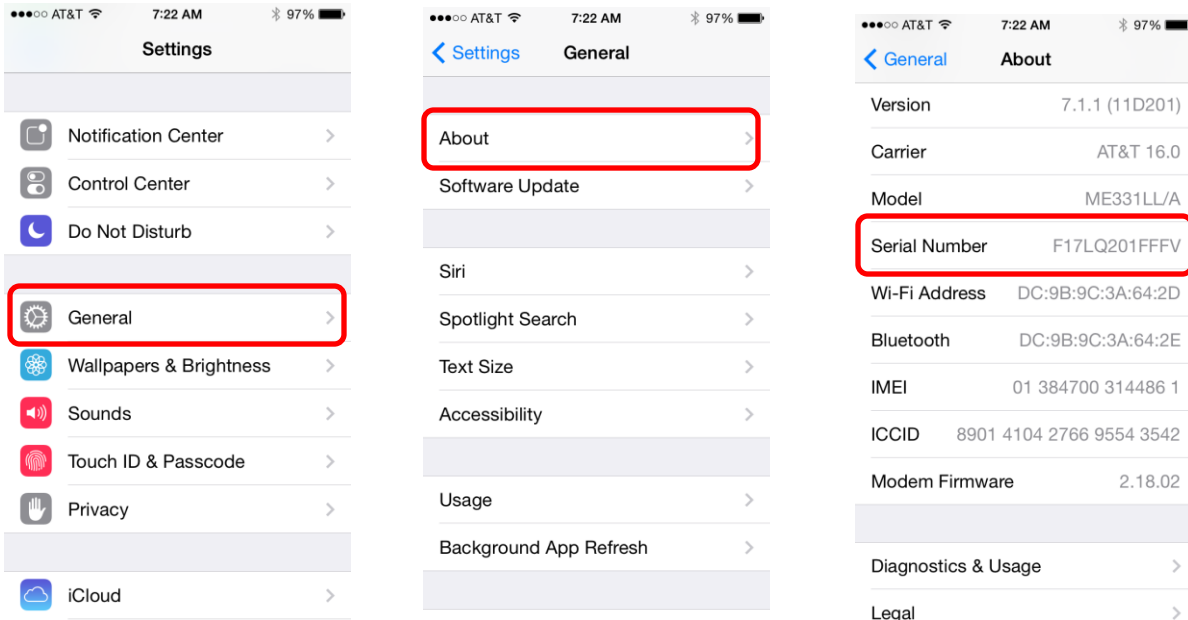 AT&T 7:22 AM 97%
Settings
Notification Center
Control Center
Do Not Disturb
General
Wallpapers & Brightness
Sounds
Touch ID & Passcode
Privacy
iCloud
AT&T 7:22 AM 97%
Settings General
About
Software Update
Siri
Spotlight Search
Text Size
Accessibility
Usage
Background App Refresh
AT&T 7:22 AM 97%
General About
Version 7.1.1 (11D201)
Carrier AT&T 16.0
Model ME331LL/A
Serial Number F17LQ201FFFV
Wi-Fi Address DC:9B:9C:3A:64:2D
Bluetooth DC:9B:9C:3A:64:2E
IMEI 01 384700 314486 1
ICCID 8901 4104 2766 9554 3542
Modem Firmware 2.18.02
Diagnostics & Usage
Legal